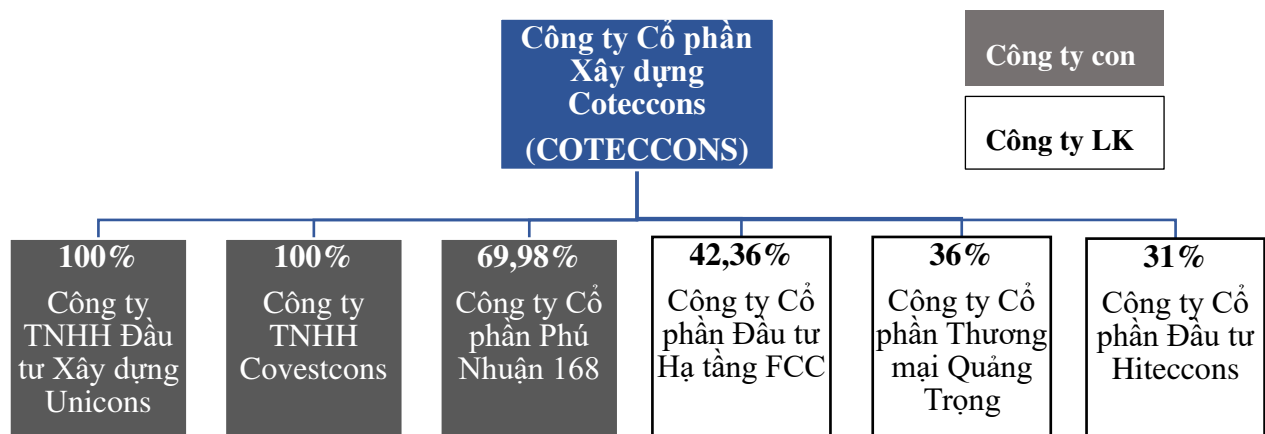 Công ty Cổ phần
Xây dựng
Coteccons
(COTECCONS)
Công ty con
Công ty LK
100%
Công ty
TNHH Đầu
tư Xây dựng
Unicons
100%
Công ty
TNHH
Covestcons
69,98%
Công ty Cổ
phần Phú
Nhuận 168
42,36%
Công ty Cổ
phần Đầu tư
Hạ tầng FCC
36%
Công ty Cổ
phần Thương
mại Quảng
Trọng
31%
Công ty Cổ
phần Đầu tư
Hiteccons